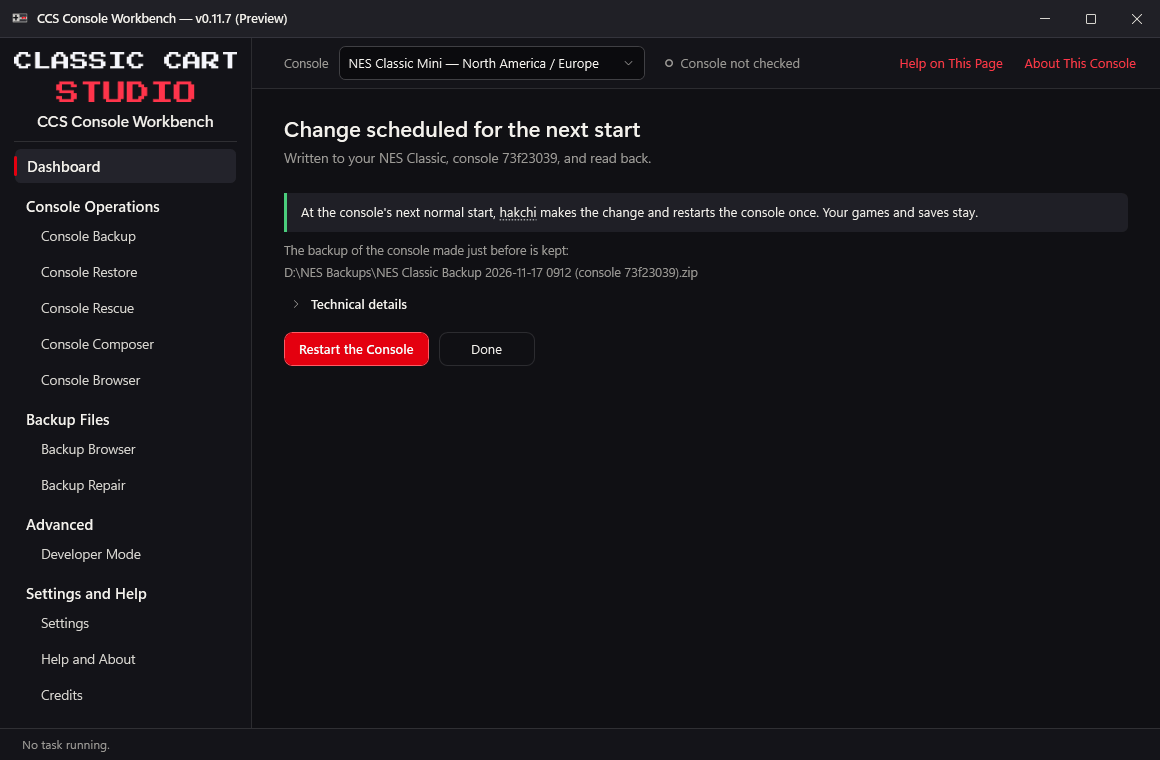 CCS Console Workbench — v0.11.7 (Preview)
CLASSIC CART
STUDIO
CCS Console Workbench
Console
NES Classic Mini — North America / Europe
Console not checked
Help on This Page
About This Console
Dashboard
Console Operations
Console Backup
Console Restore
Console Rescue
Console Composer
Console Browser
Backup Files
Backup Browser
Backup Repair
Advanced
Developer Mode
Settings and Help
Settings
Help and About
Credits
Change scheduled for the next start
Written to your NES Classic, console 73f23039, and read back.
At the console's next normal start, hakchi makes the change and restarts the console once. Your games and saves stay.
The backup of the console made just before is kept:
D:\NES Backups\NES Classic Backup 2026-11-17 0912 (console 73f23039).zip
Technical details
Restart the Console
Done
No task running.